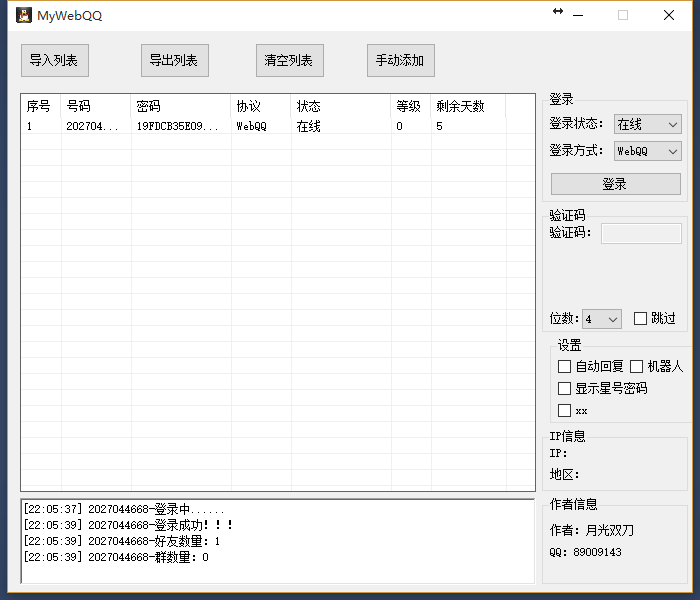 MyWebQQ
导入列表 导出列表 清空列表 手动添加
序号 号码 密码 协议 状态 等级 剩余天数
1 202704... 19FDCB35E09... WebQQ 在线 0 5
登录
登录状态: 在线
登录方式: WebQQ
登录
验证码
验证码:
位数: 4 跳过
设置
自动回复 机器人
显示星号密码
xx
IP信息
IP:
地区:
作者信息
作者: 月光双刀
QQ: 89009143
[22:05:37] 2027044668-登录中......
[22:05:39] 2027044668-登录成功!!!
[22:05:39] 2027044668-好友数量: 1
[22:05:39] 2027044668-群数量: 0